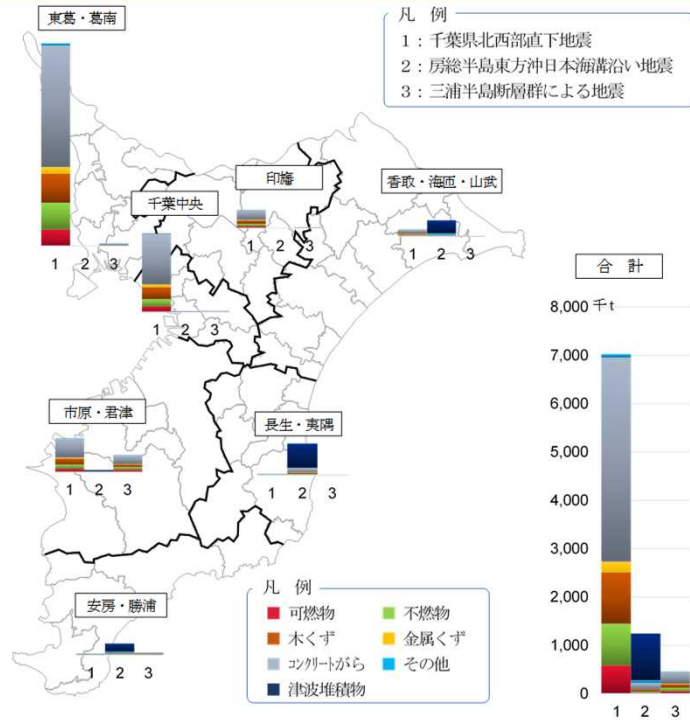 東葛・葛南
凡 例
1：千葉県北西部直下地震
2：房総半島東方沖日本海溝沿い地震
3：三浦半島断層群による地震
印旛
香取・海匝・山武
千葉中央
1 2 3
1 2 3
1 2 3
1 2 3
合 計
8,000 千t
7,000
6,000
5,000
4,000
3,000
2,000
1,000
0
1 2 3
市原・君津
長生・夷隅
1 2 3
1 2 3
凡 例
可燃物 不燃物
木くず 金属くず
コンクリートがら その他
津波堆積物
安房・勝浦
1 2 3